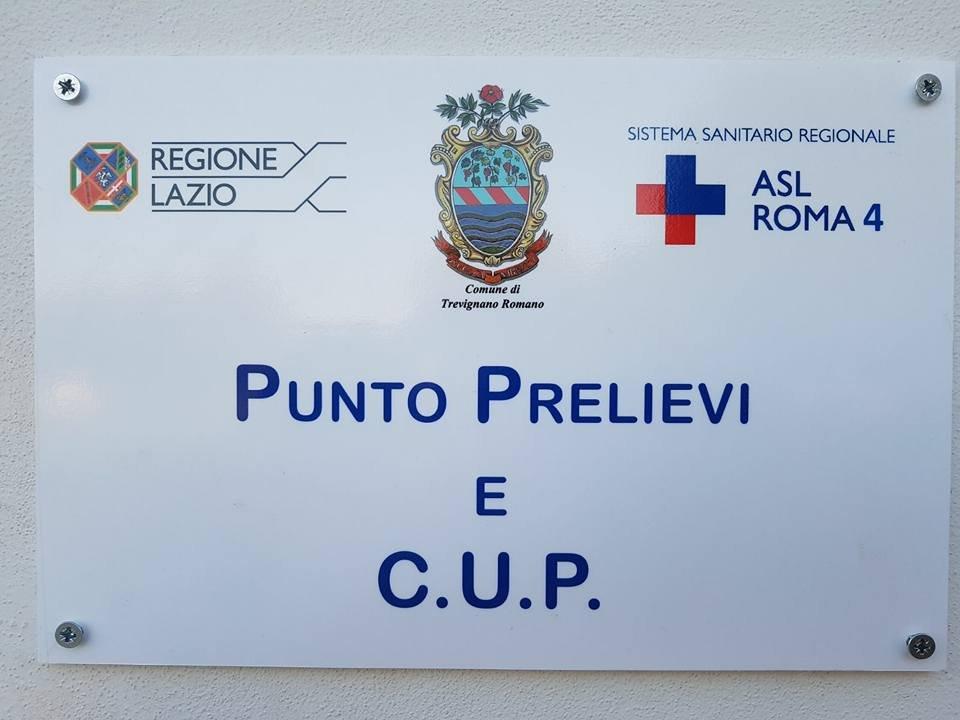 REGIONE
LAZIO
Comune di
Trevignano Romano
SISTEMA SANITARIO REGIONALE
ASL
ROMA 4
PUNTO PRELIEVI
E
C.U.P.